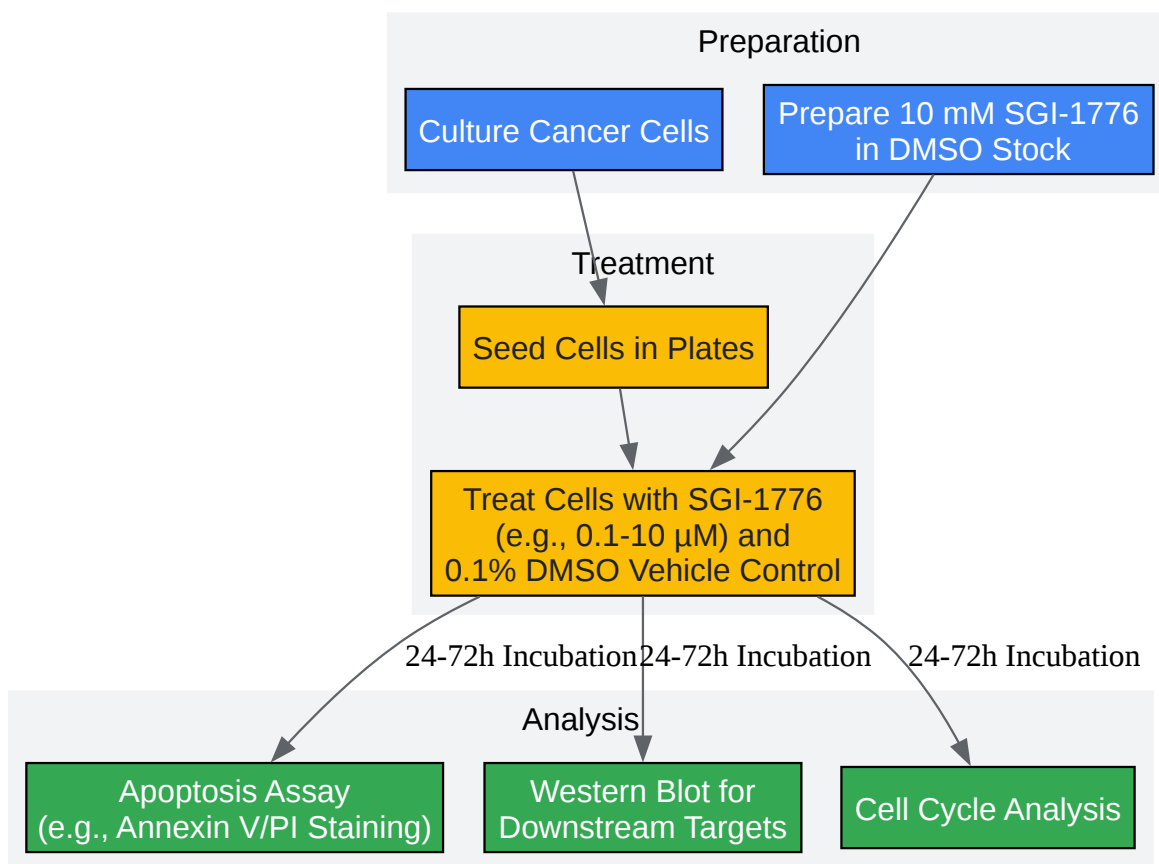 Preparation
Culture Cancer Cells
Prepare 10 mM SGI-1776
in DMSO Stock
Treatment
Seed Cells in Plates
Treat Cells with SGI-1776
(e.g., 0.1-10 µM) and
0.1% DMSO Vehicle Control
24-72h Incubation
24-72h Incubation
24-72h Incubation
Analysis
Apoptosis Assay
(e.g., Annexin V/PI Staining)
Western Blot for
Downstream Targets
Cell Cycle Analysis